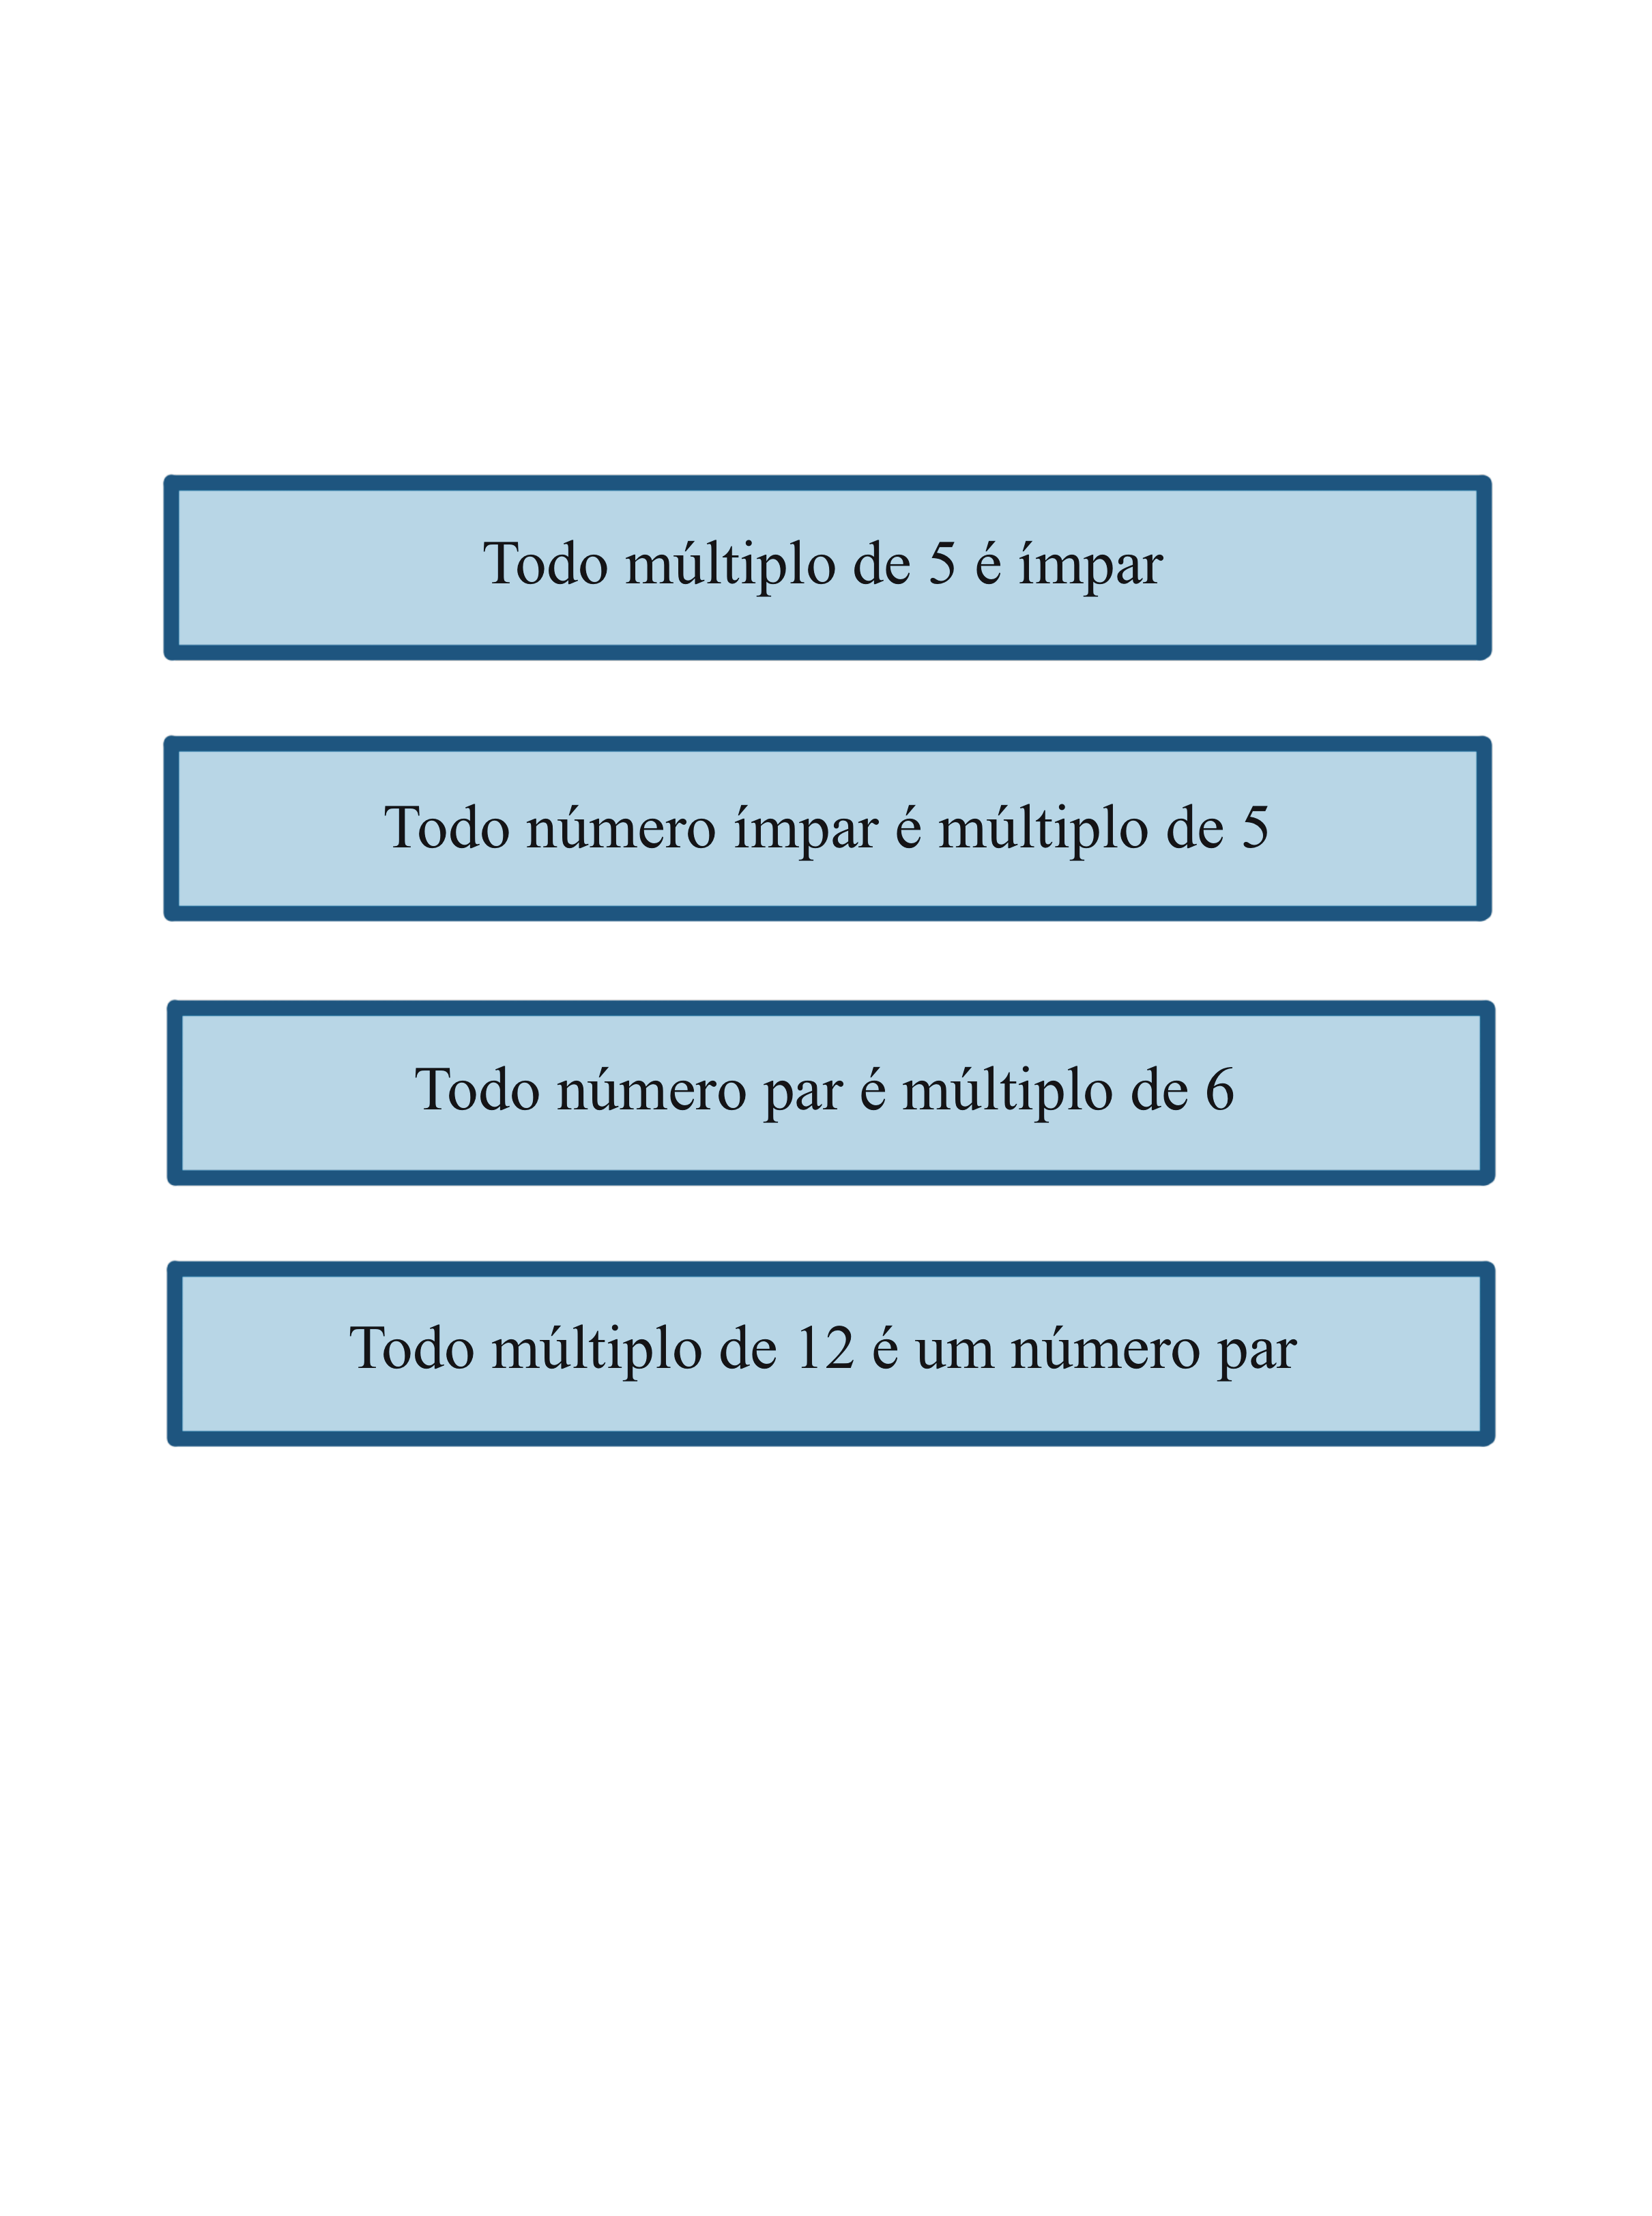 Todo múltiplo de 5 é ímpar
Todo número ímpar é múltiplo de 5
Todo número par é múltiplo de 6
Todo múltiplo de 12 é um número par